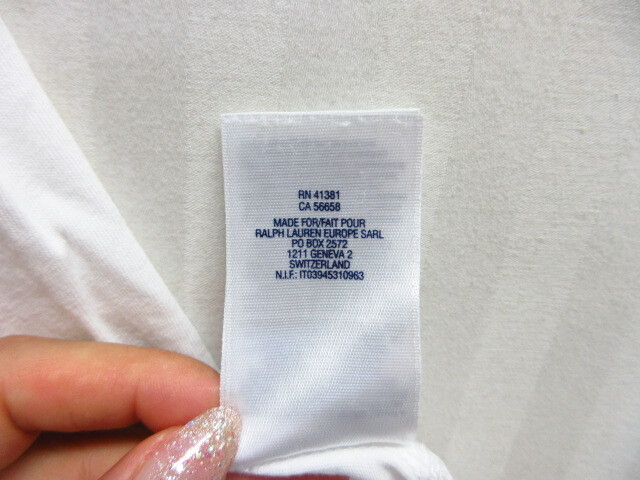 RN 41381
CA 56658
MADE FOR/FAIT POUR
RALPH LAUREN EUROPE SARL
PO BOX 2572
1211 GENEVA 2
SWITZERLAND
N.I.F.: IT03945310963